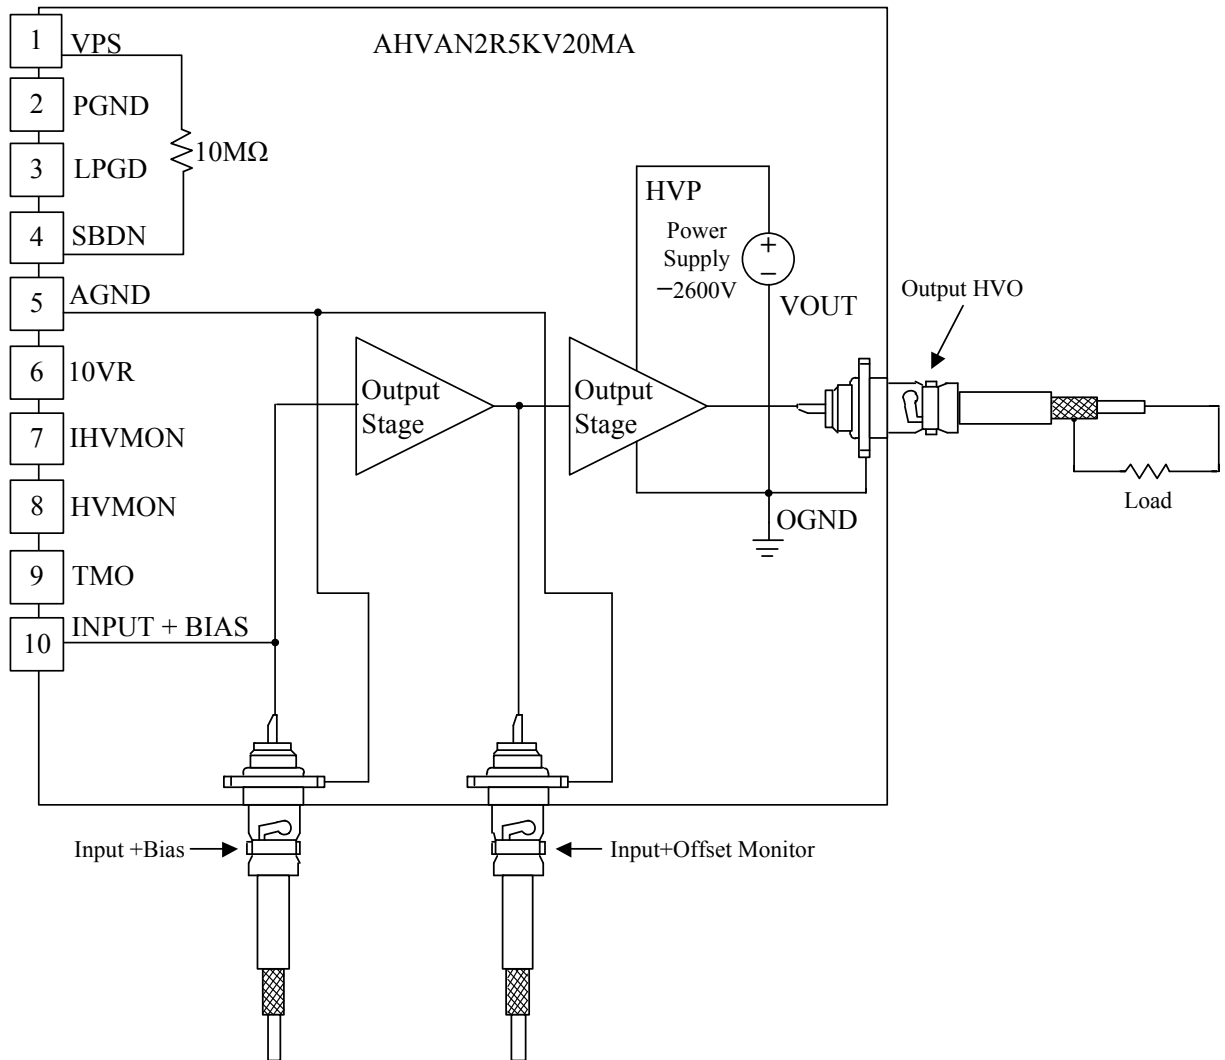 AHVAN2R5KV20MA
1 VPS
2 PGND
3 LPGD
4 SBDN
10MΩ
5 AGND
6 10VR
7 IHVMON
8 HVMON
9 TMO
10 INPUT + BIAS
Output
Stage
Output
Stage
HVP
Power
Supply
−2600V
+
−
VOUT
OGND
Output HVO
Load
Input +Bias
Input+Offset Monitor